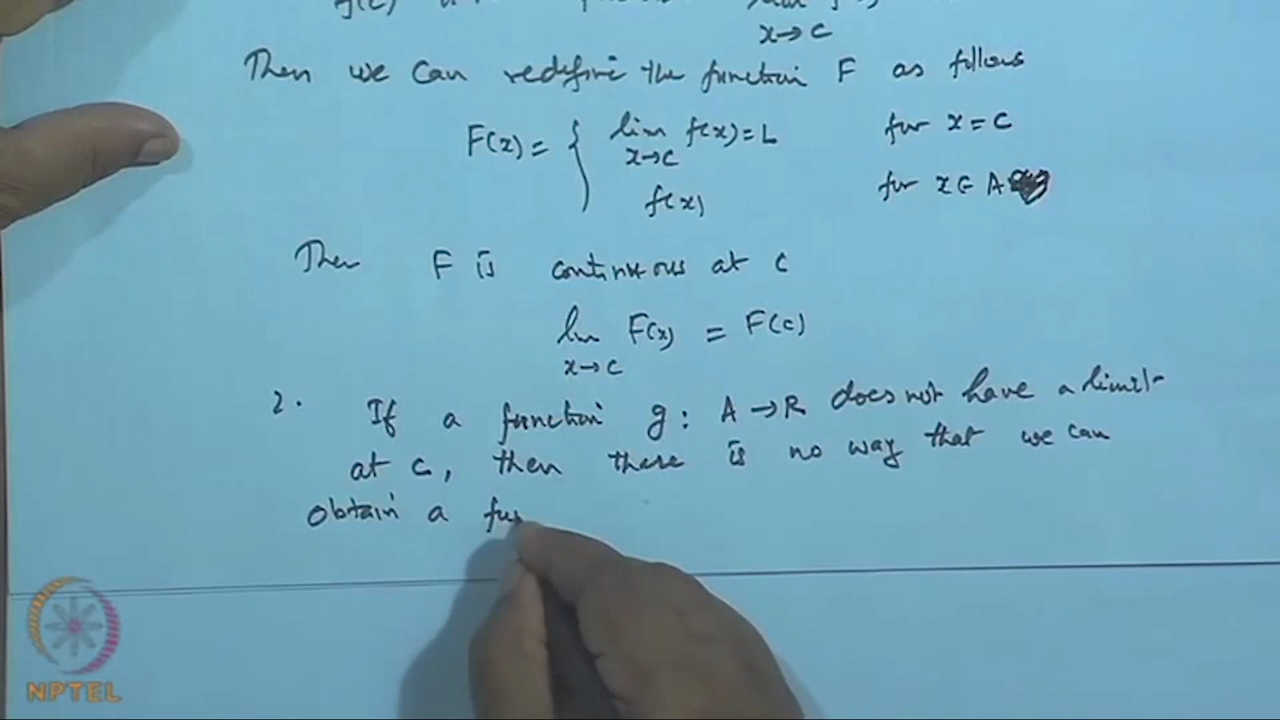 f(c)
x→c
Then we can redefine the function F as follows
F(x) = { lim x→c f(x) = L for x = c
f(x) for x ∈ A
Then F is continuous at c
lim x→c F(x) = F(c)
2. If a function g: A → R does not have a limit
at c, then there is no way that we can
obtain a fun
NPTEL